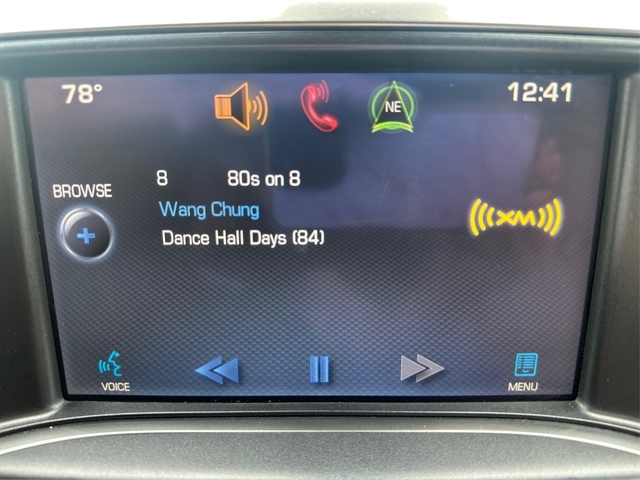 78°
NE
12:41
8 80s on 8
BROWSE
Wang Chung
Dance Hall Days (84)
XM
VOICE
MENU